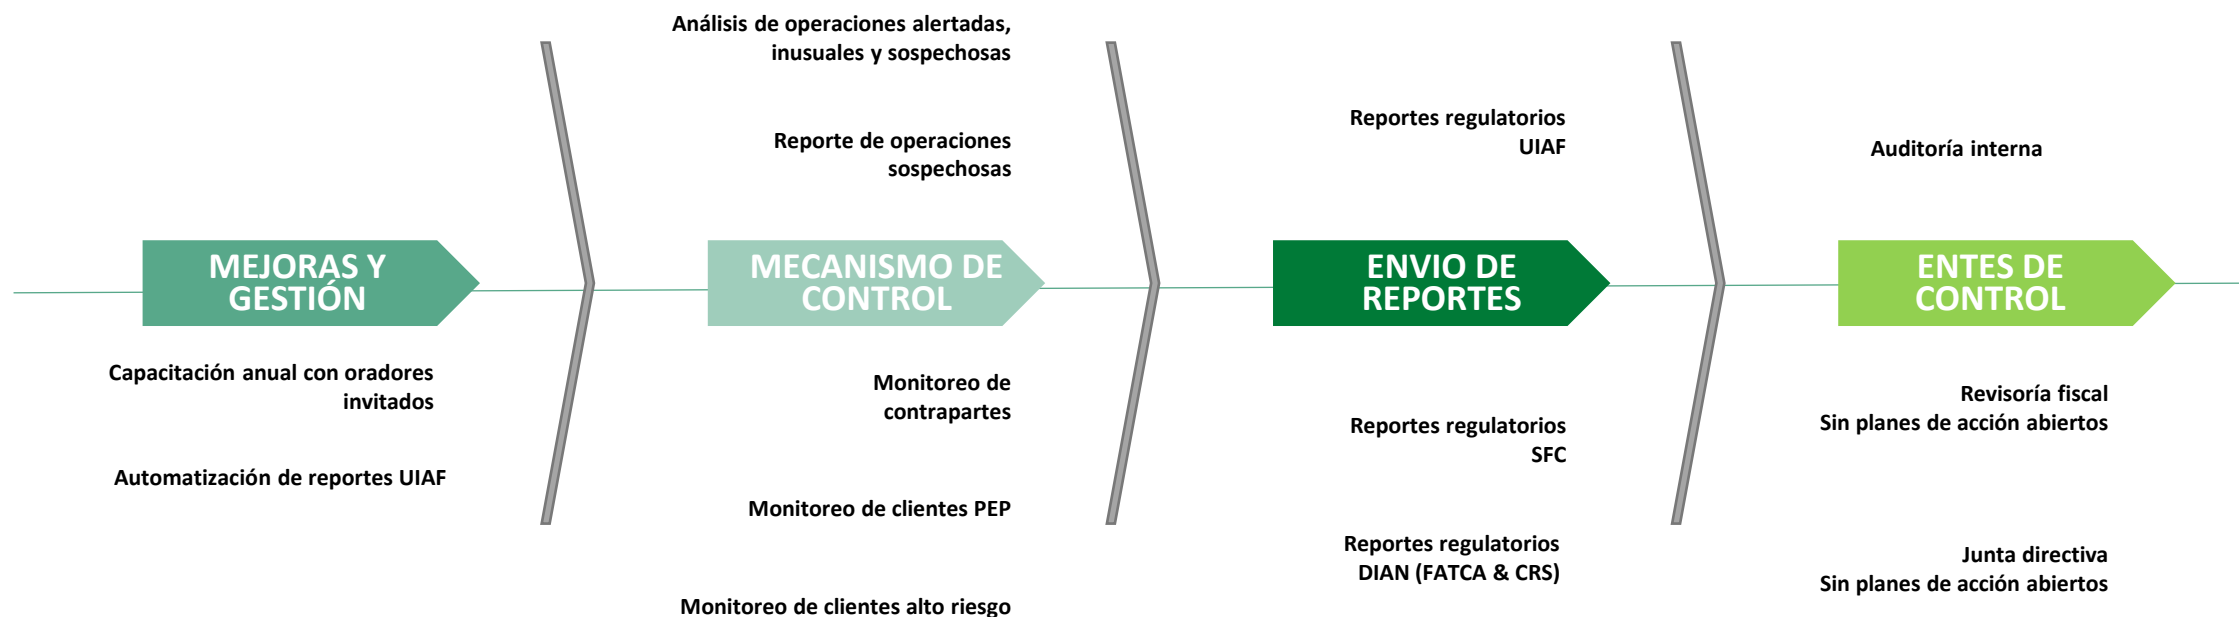 Análisis de operaciones alertadas,
inusuales y sospechosas
Reporte de operaciones
sospechosas
Reportes regulatorios
UIAF
Auditoría interna
MEJORAS Y
GESTIÓN
MECANISMO DE
CONTROL
ENVIO DE
REPORTES
ENTES DE
CONTROL
Capacitación anual con oradores
invitados
Automatización de reportes UIAF
Monitoreo de
contrapartes
Monitoreo de clientes PEP
Monitoreo de clientes alto riesgo
Reportes regulatorios
SFC
Reportes regulatorios
DIAN (FATCA & CRS)
Revisoría fiscal
Sin planes de acción abiertos
Junta directiva
Sin planes de acción abiertos